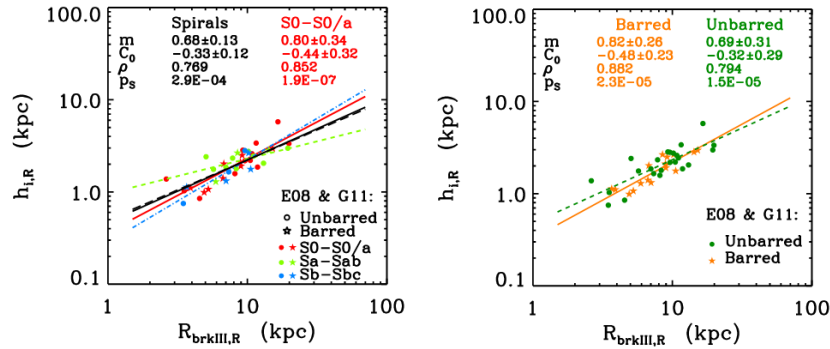 Spirals S0-S0/a
m 0.68±0.13 0.80±0.34
C₀ -0.33±0.12 -0.44±0.32
ρ 0.769 0.852
pₛ 2.9E-04 1.9E-07
100.0
10.0
1.0
0.1
h_i,R (kpc)
E08 & G11:
Unbarred
Barred
S0-S0/a
Sa-Sab
Sb-Sbc
1 10 100
R_brkIII,R (kpc)
Barred Unbarred
m 0.82±0.26 0.69±0.31
C₀ -0.48±0.23 -0.32±0.29
ρ 0.882 0.794
pₛ 2.3E-05 1.5E-05
100.0
10.0
1.0
0.1
h_i,R (kpc)
E08 & G11:
Unbarred
Barred
1 10 100
R_brkIII,R (kpc)